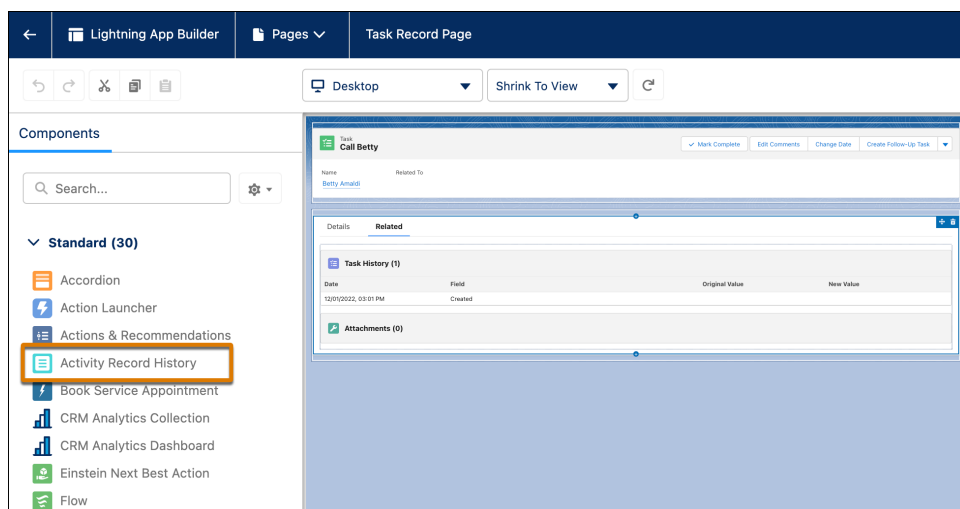 Lightning App Builder
Pages
Task Record Page
Desktop
Shrink To View
Components
Search...
Standard (30)
Accordion
Action Launcher
Actions & Recommendations
Activity Record History
Book Service Appointment
CRM Analytics Collection
CRM Analytics Dashboard
Einstein Next Best Action
Flow
Task
Call Betty
Mark Complete Edit Comments Change Date Create Follow-Up Task
Name Related To
Betty Arnaldi
Details Related
Task History (1)
Date Field Original Value New Value
12/01/2022, 03:01 PM Created
Attachments (0)